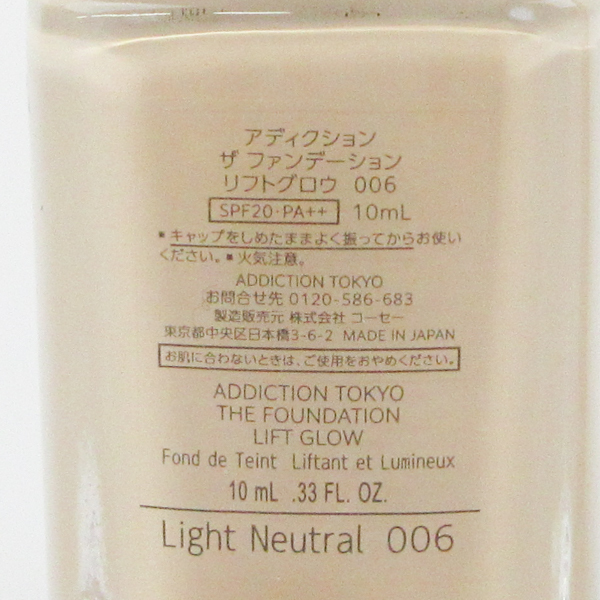 アディクション
ザ ファンデーション
リフトグロウ 006
SPF20・PA++ 10mL
▪キャップをしめたままよく振ってからお使い
ください。▪火気注意。
ADDICTION TOKYO
お問合せ先 0120-586-683
製造販売元 株式会社 コーセー
東京都中央区日本橋3-6-2 MADE IN JAPAN
お肌に合わないときは、ご使用をおやめください。
ADDICTION TOKYO
THE FOUNDATION
LIFT GLOW
Fond de Teint Liftant et Lumineux
10 mL .33 FL. OZ.
Light Neutral 006